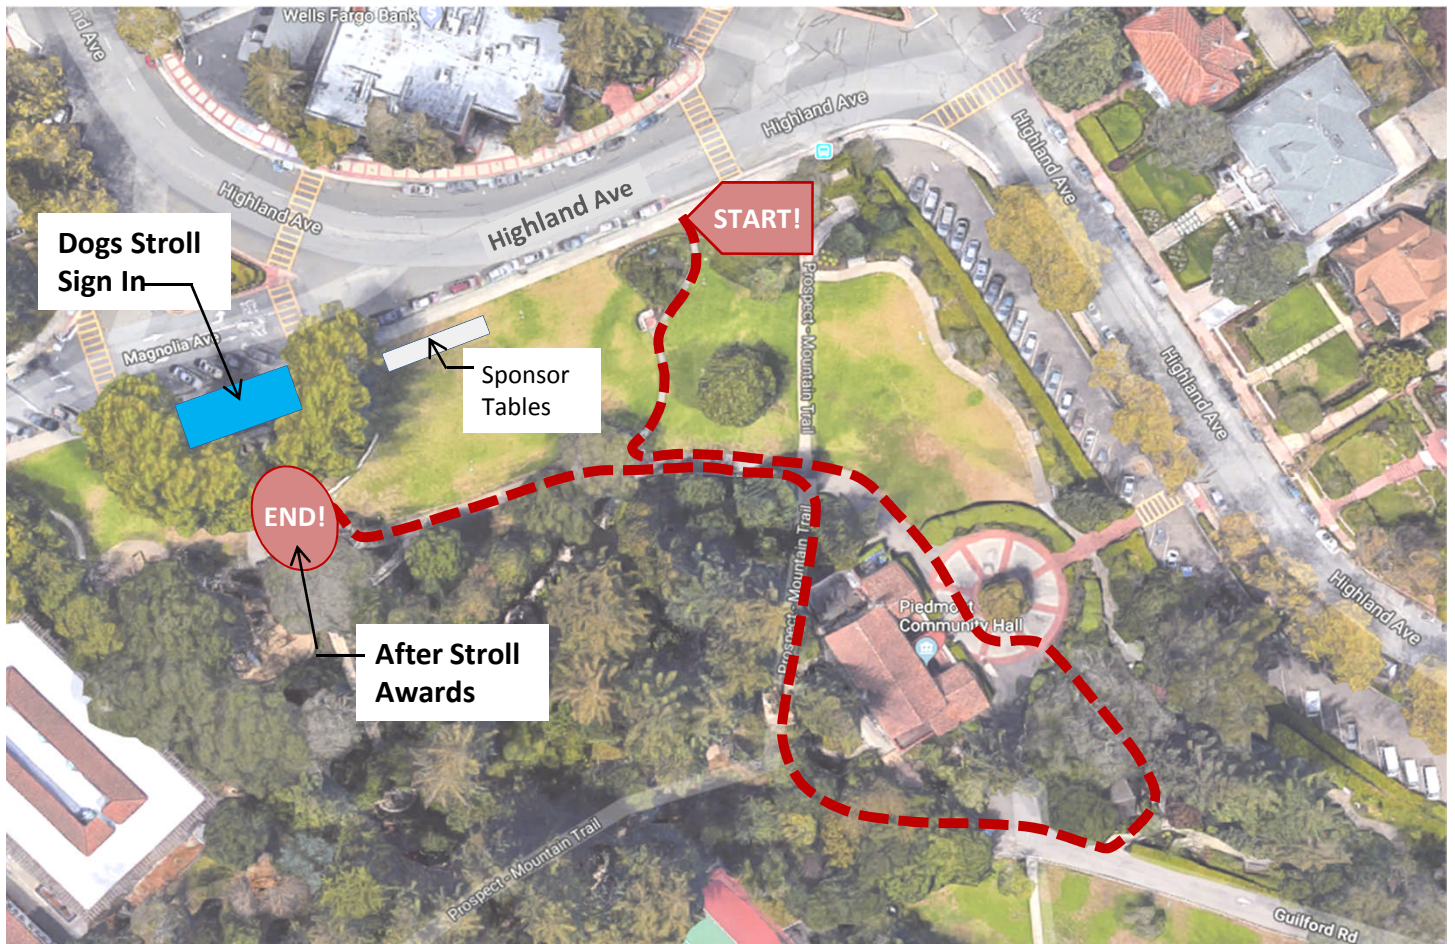 Wells Fargo Bank
nd Ave
Highland Ave
Highland Ave
Highland Ave
Highland Ave
START!
Dogs Stroll
Sign In
Magnolia Ave
Sponsor
Tables
Prospect - Mountain Trail
Highland Ave
END!
Prospect - Mountain Trail
Piedmont
Community Hall
Highland Ave
After Stroll
Awards
Prospect - Mountain Trail
Guilford Rd